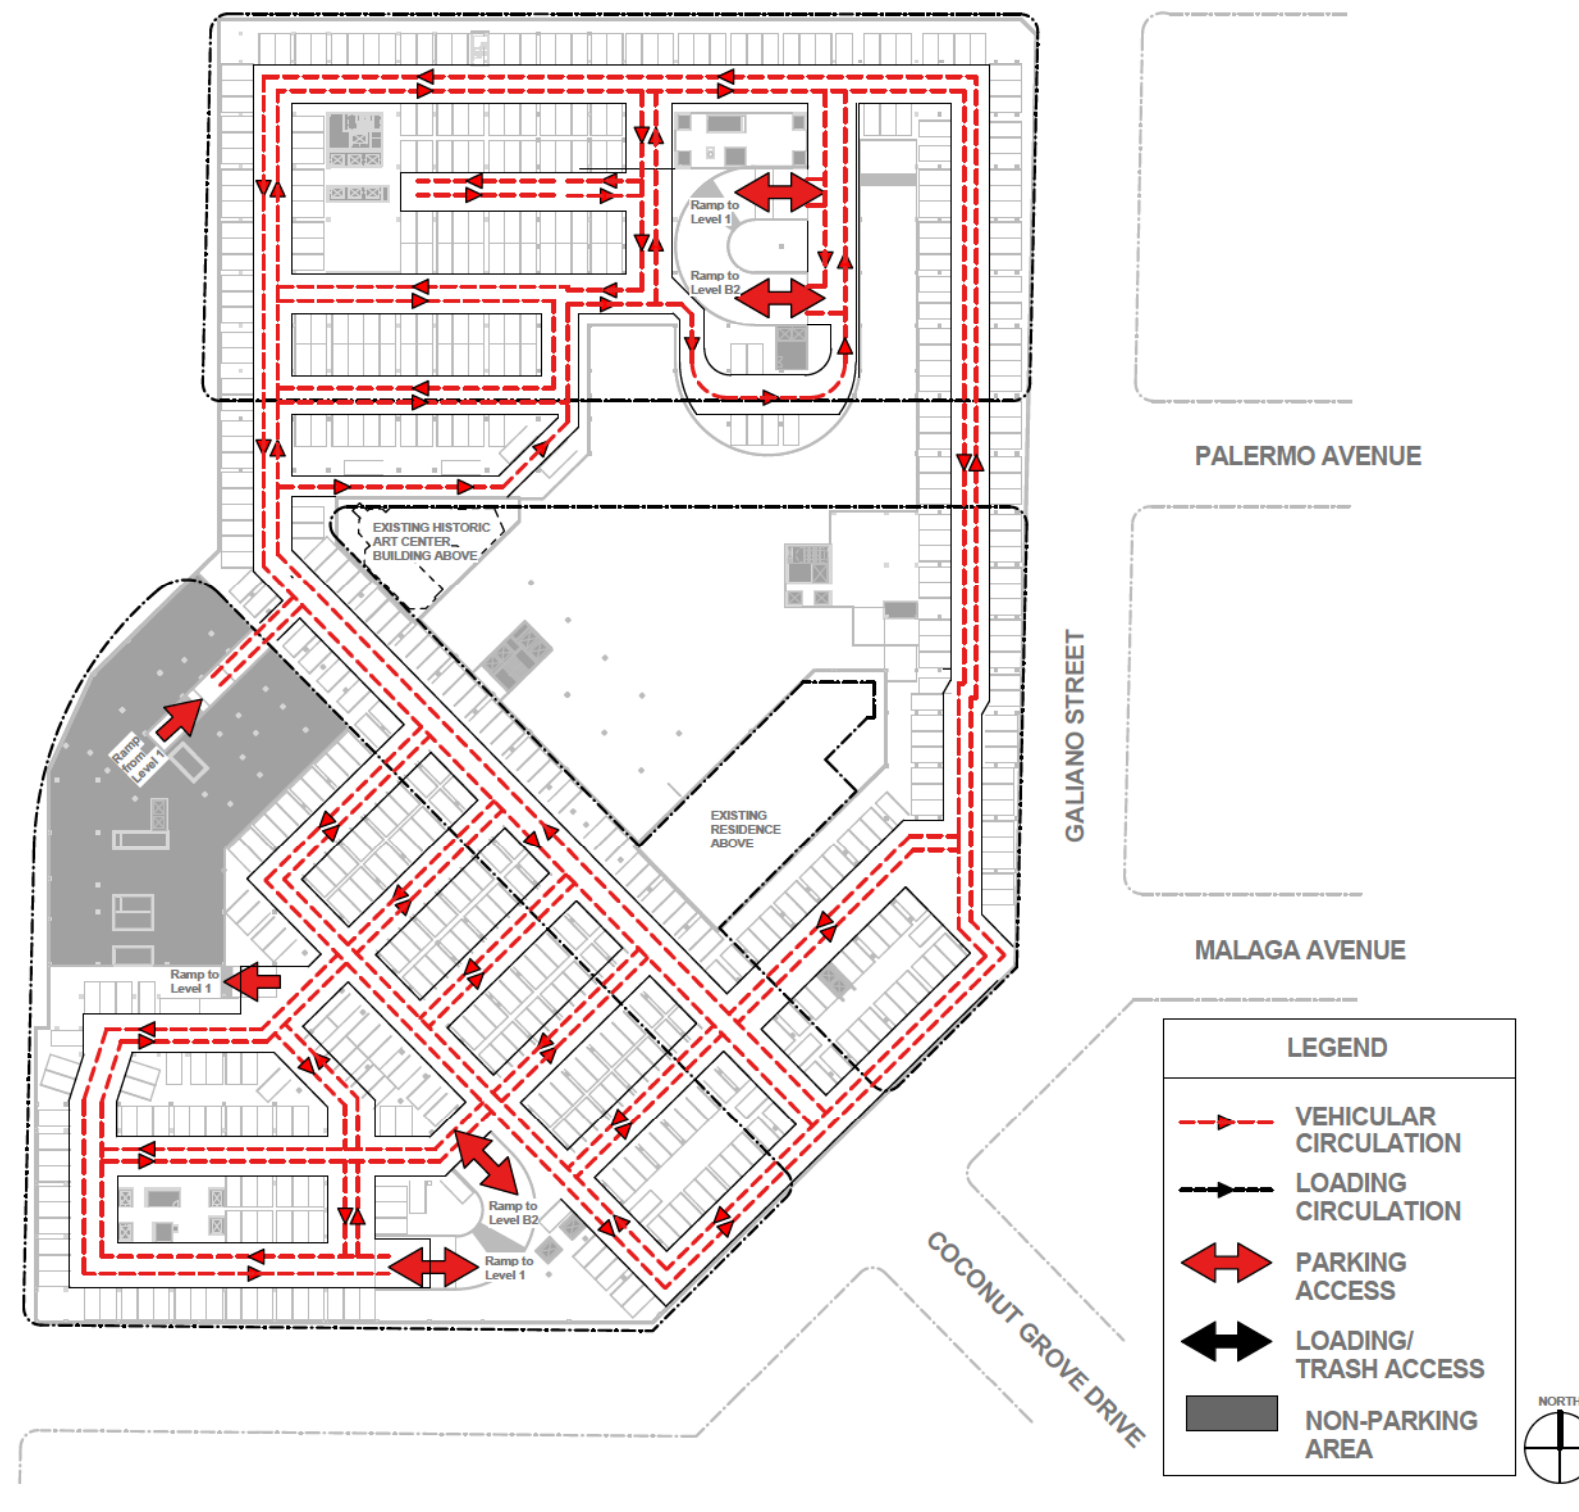 Ramp to
Level 1
Ramp to
Level B2
PALERMO AVENUE
EXISTING HISTORIC
ART CENTER
BUILDING ABOVE
GALIANO STREET
Ramp
from
Level 1
EXISTING
RESIDENCE
ABOVE
MALAGA AVENUE
Ramp to
Level 1
Ramp to
Level B2
Ramp to
Level 1
COCONUT GROVE DRIVE
LEGEND
VEHICULAR
CIRCULATION
LOADING
CIRCULATION
PARKING
ACCESS
LOADING/
TRASH ACCESS
NON-PARKING
AREA
NORTH